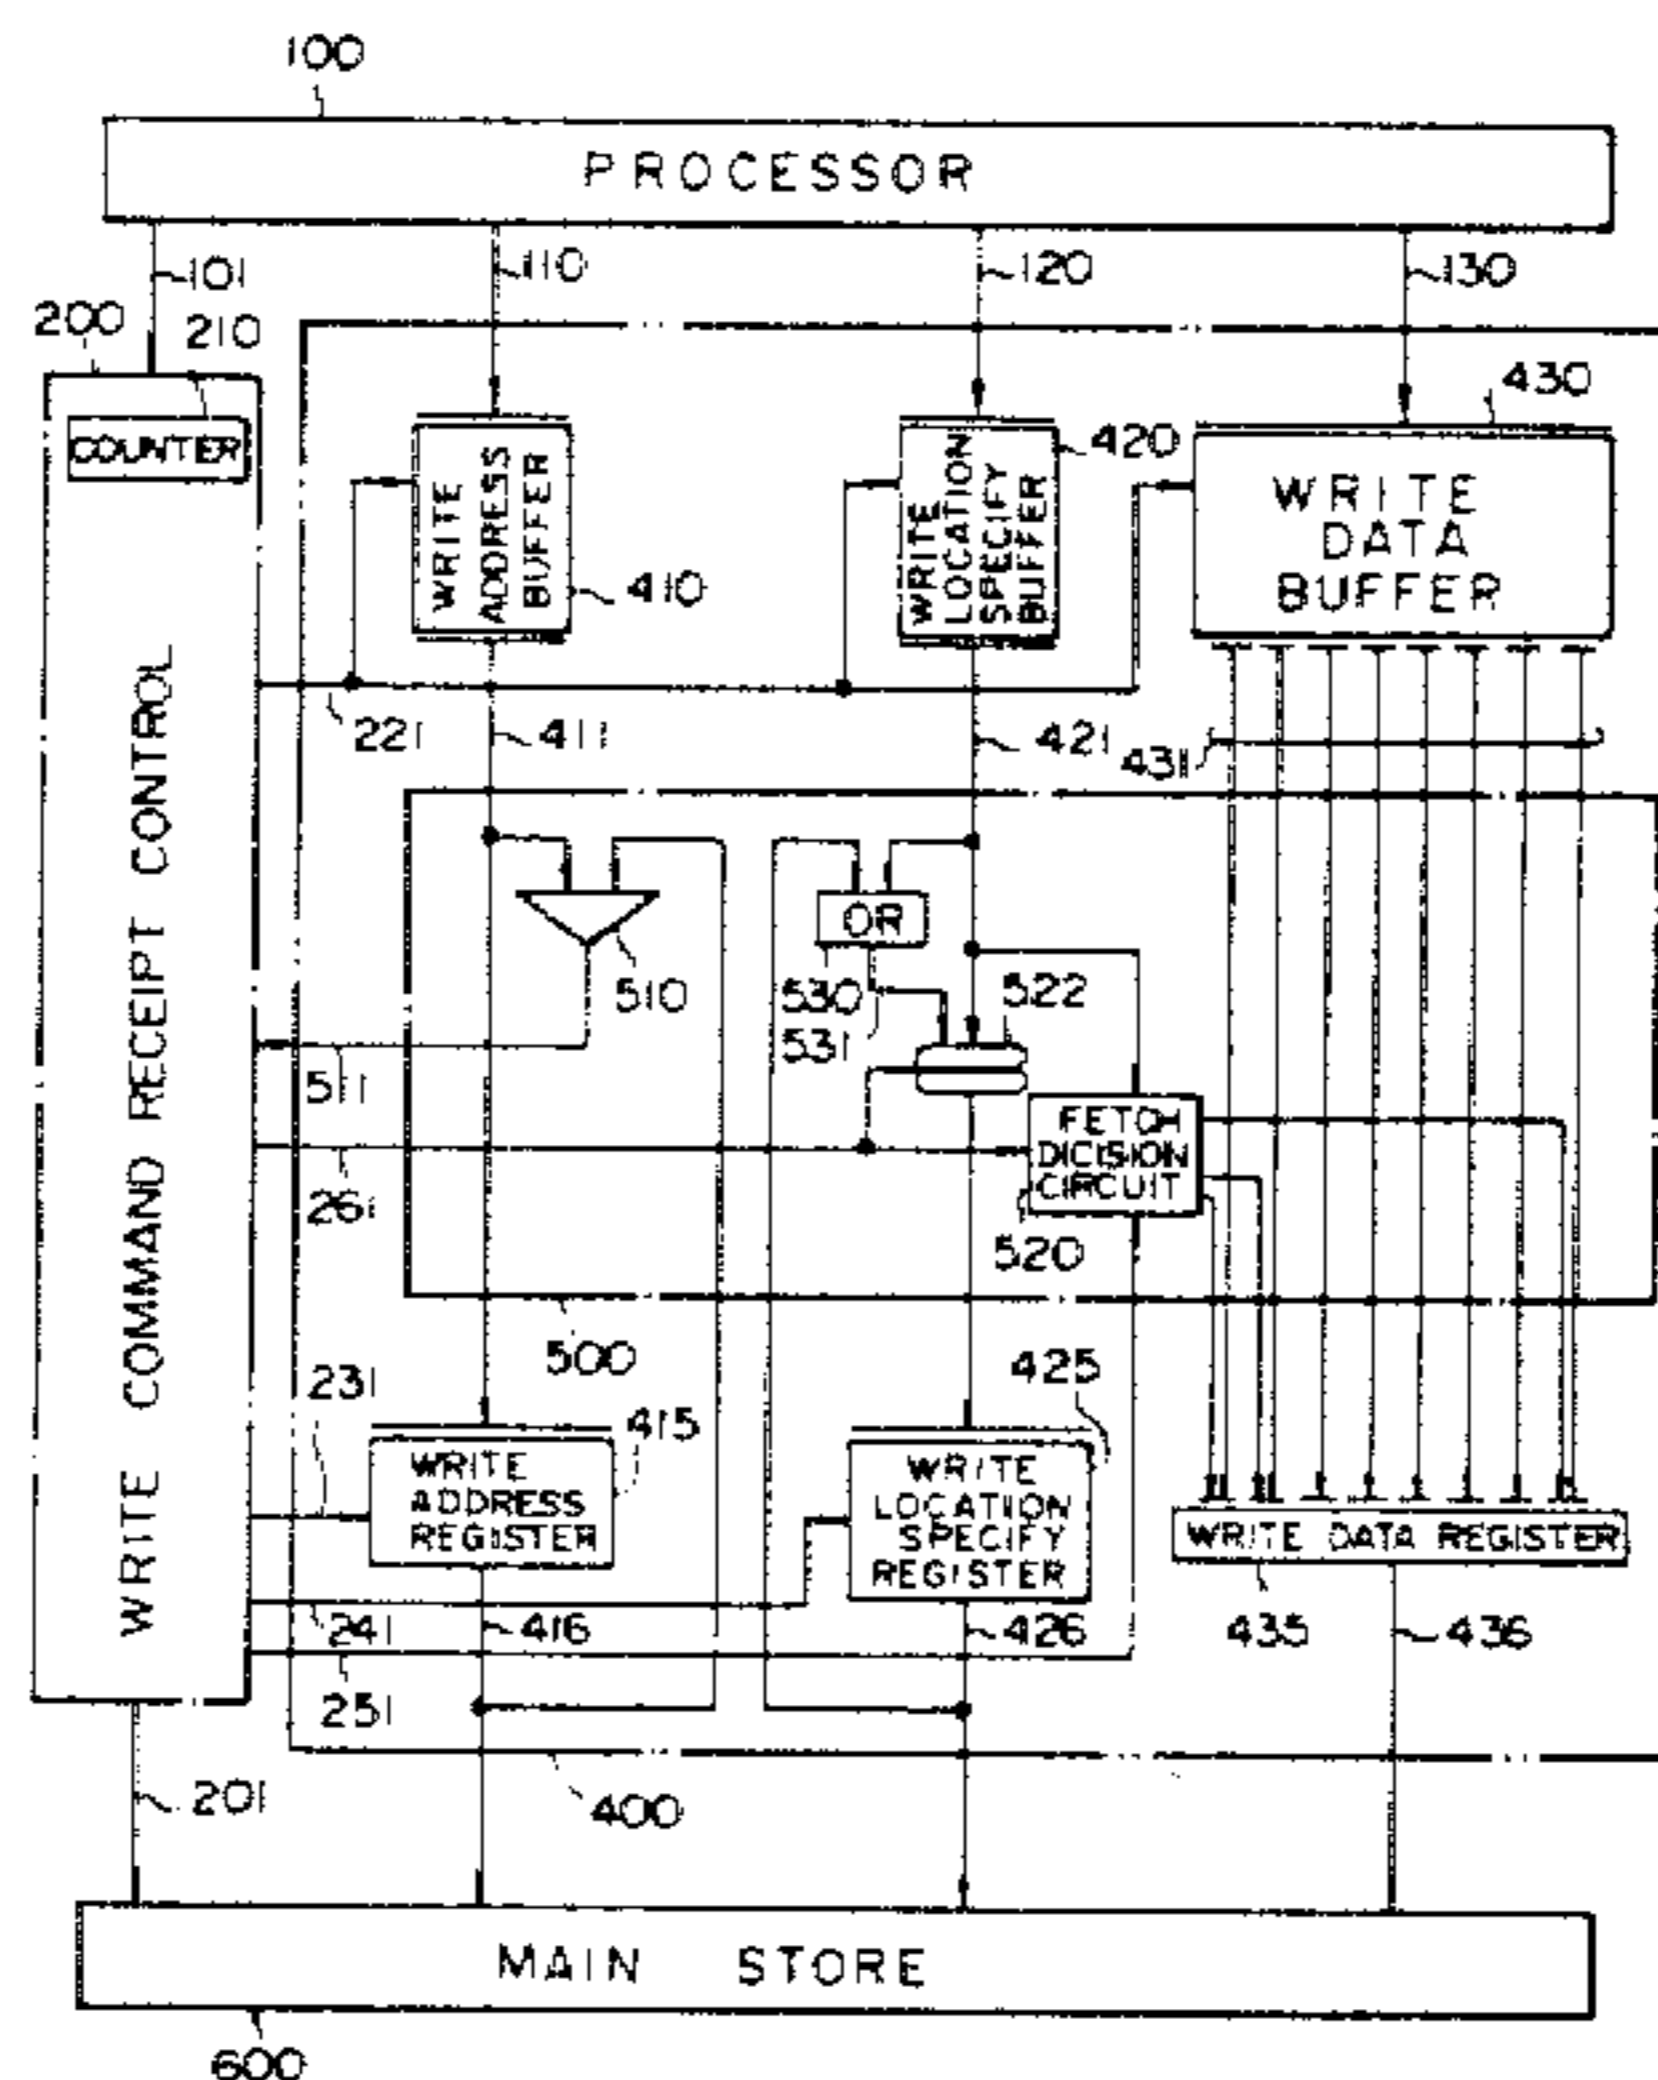 100
PROCESSOR
101
110
120
130
200
210
COUNTER
WRITE COMMAND RECEIPT CONTROL
WRITE
ADDRESS
BUFFER
410
WRITE
LOCATION
SPECIFY
BUFFER
420
430
WRITE
DATA
BUFFER
221
411
421
431
510
OR
530
531
522
511
261
FETCH
DICISION
CIRCUIT
520
500
231
415
425
WRITE
ADDRESS
REGISTER
WRITE
LOCATION
SPECIFY
REGISTER
WRITE DATA REGISTER
241
416
426
435
436
251
201
400
MAIN STORE
600